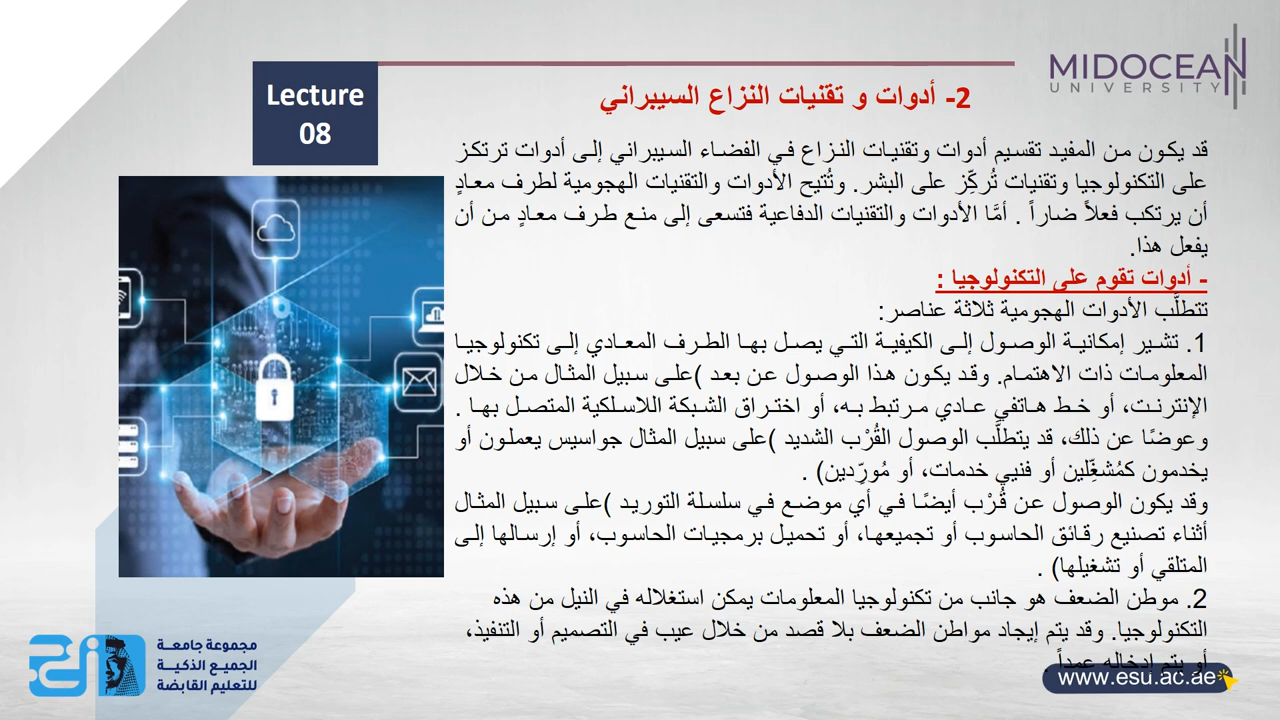 MIDOCEAN
UNIVERSITY
Lecture
08
2- أدوات و تقنيات النزاع السيبراني
قد يكون من المفيد تقسيم أدوات وتقنيات النزاع في الفضاء السيبراني إلى أدوات ترتكز
على التكنولوجيا وتقنيات تُركِّز على البشر. وتُتيح الأدوات والتقنيات الهجومية لطرف معادٍ
أن يرتكب فعلاً ضاراً . أمَّا الأدوات والتقنيات الدفاعية فتسعى إلى منع طرف معادٍ من أن
يفعل هذا.
- أدوات تقوم على التكنولوجيا :
تتطلَّب الأدوات الهجومية ثلاثة عناصر:
1. تشير إمكانية الوصول إلى الكيفية التي يصل بها الطرف المعادي إلى تكنولوجيا
المعلومات ذات الاهتمام. وقد يكون هذا الوصول عن بعد )على سبيل المثال من خلال
الإنترنت، أو خط هاتفي عادي مرتبط به، أو اختراق الشبكة اللاسلكية المتصل بها .
وعوضًا عن ذلك، قد يتطلَّب الوصول القُرْب الشديد )على سبيل المثال جواسيس يعملون أو
يخدمون كمُشغِّلين أو فنيي خدمات، أو مُورِّدين) .
وقد يكون الوصول عن قُرْب أيضًا في أي موضع في سلسلة التوريد )على سبيل المثال
أثناء تصنيع رقائق الحاسوب أو تجميعها، أو تحميل برمجيات الحاسوب، أو إرسالها إلى
المتلقي أو تشغيلها) .
2. موطن الضعف هو جانب من تكنولوجيا المعلومات يمكن استغلاله في النيل من هذه
التكنولوجيا. وقد يتم إيجاد مواطن الضعف بلا قصد من خلال عيب في التصميم أو التنفيذ،
أو يتم إدخاله عمداً .
مجموعة جامعة
الجميع الذكية
للتعليم القابضة
www.esu.ac.ae